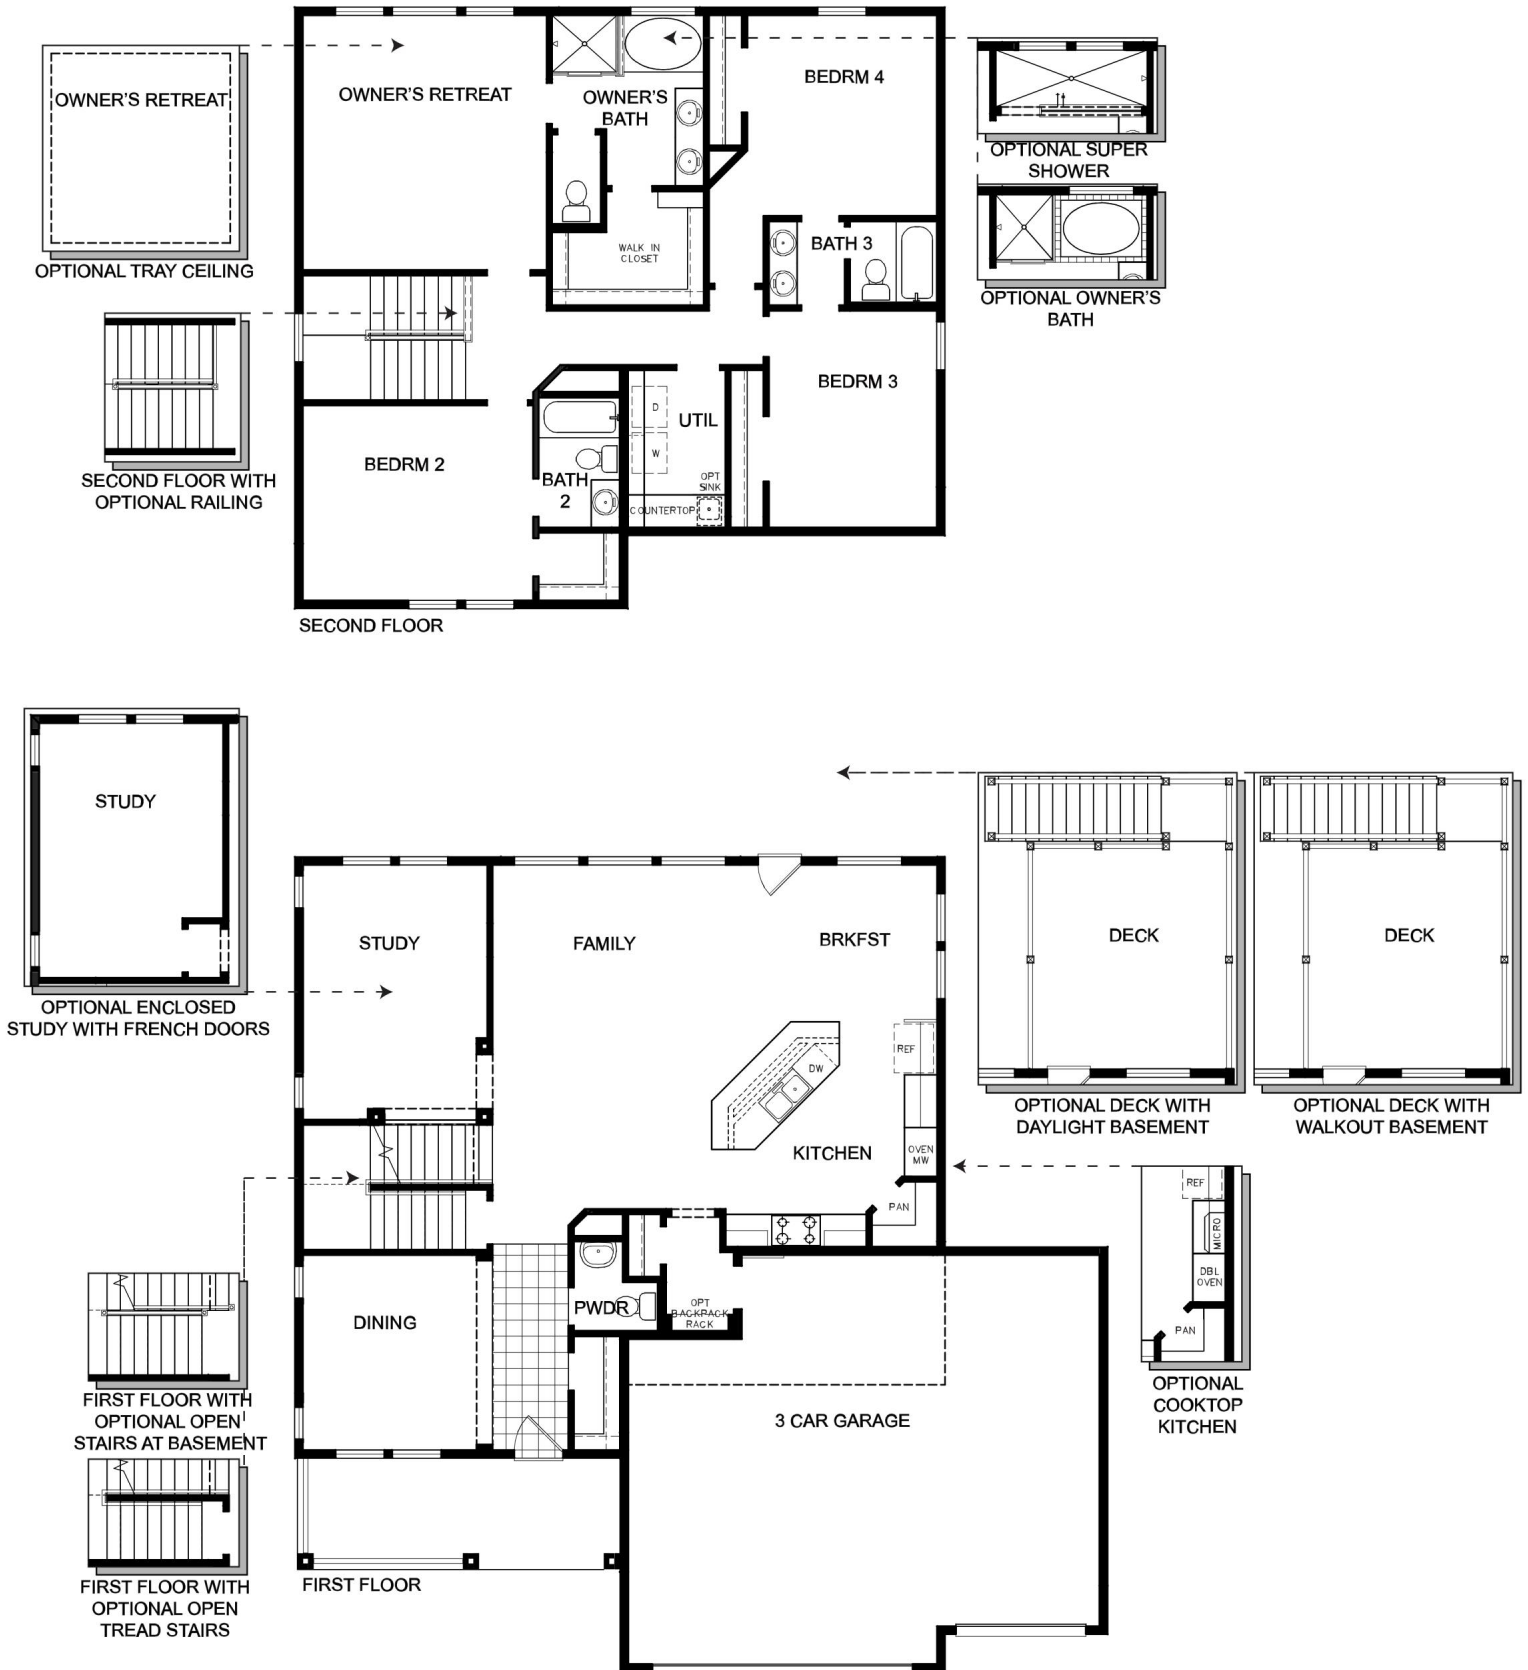 OWNER'S RETREAT
OPTIONAL TRAY CEILING
SECOND FLOOR WITH
OPTIONAL RAILING
OWNER'S RETREAT
OWNER'S
BATH
BEDRM 4
WALK IN
CLOSET
BATH 3
BEDRM 3
BEDRM 2
BATH
2
D
W
UTIL
OPT
SINK
COUNTERTOP
SECOND FLOOR
OPTIONAL SUPER
SHOWER
OPTIONAL OWNER'S
BATH
STUDY
OPTIONAL ENCLOSED
STUDY WITH FRENCH DOORS
STUDY
FAMILY
BRKFST
REF
DW
KITCHEN
OVEN
MW
PAN
DINING
PWDR
OPT
BACKPACK
RACK
3 CAR GARAGE
FIRST FLOOR
DECK
OPTIONAL DECK WITH
DAYLIGHT BASEMENT
DECK
OPTIONAL DECK WITH
WALKOUT BASEMENT
REF
MICRO
DBL
OVEN
PAN
OPTIONAL
COOKTOP
KITCHEN
FIRST FLOOR WITH
OPTIONAL OPEN
STAIRS AT BASEMENT
FIRST FLOOR WITH
OPTIONAL OPEN
TREAD STAIRS